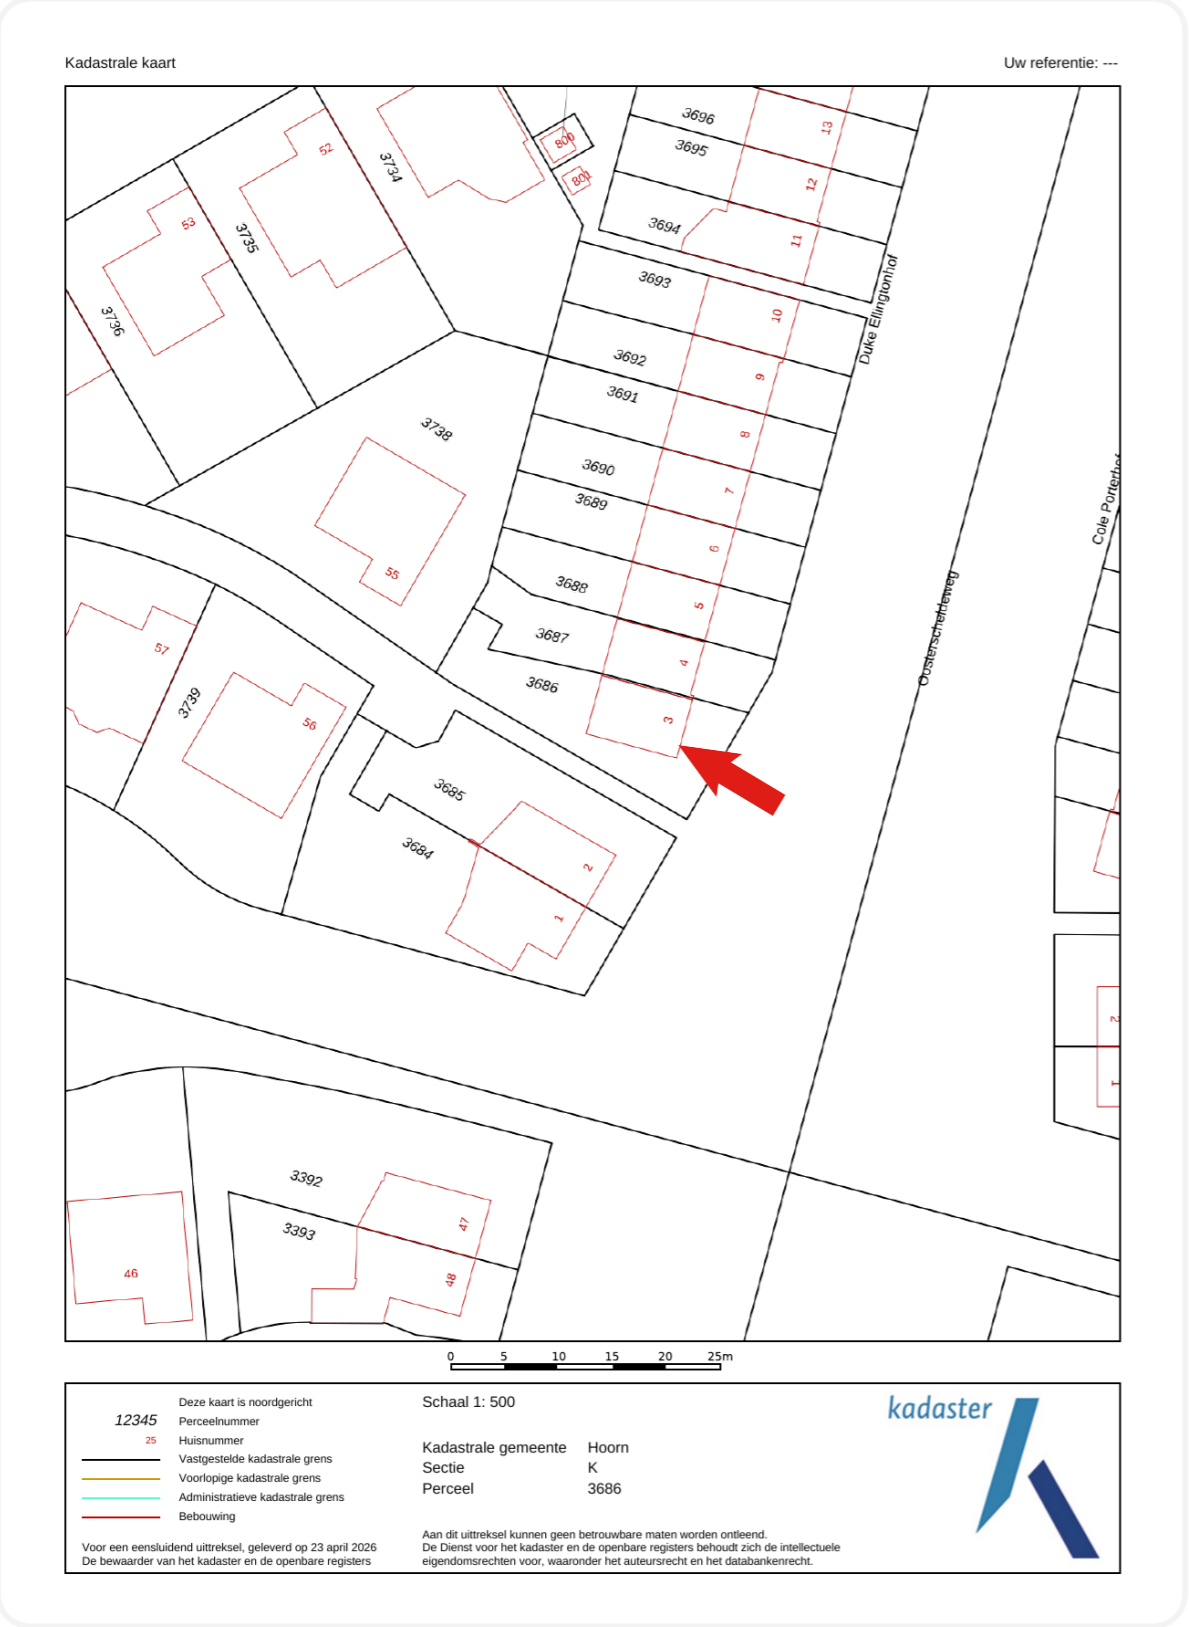 Kadastrale kaart
Uw referentie: ---
3696
13
800
3695
52
3734
12
801
53
3694
11
3735
3693
10
3736
Duke Ellingtonhof
3692
9
3691
3738
8
3690
7
3689
Cole Porterhof
6
55
3688
5
3687
57
4
Oosterscheldeweg
3686
3739
56
3
3685
3684
2
1
2
1
3392
47
3393
46
48
0 5 10 15 20 25m
Deze kaart is noordgericht
12345 Perceelnummer
25 Huisnummer
Vastgestelde kadastrale grens
Voorlopige kadastrale grens
Administratieve kadastrale grens
Bebouwing
Voor een eensluidend uittreksel, geleverd op 23 april 2026
De bewaarder van het kadaster en de openbare registers
Schaal 1: 500
Kadastrale gemeente Hoorn
Sectie K
Perceel 3686
Aan dit uittreksel kunnen geen betrouwbare maten worden ontleend.
De Dienst voor het kadaster en de openbare registers behoudt zich de intellectuele
eigendomsrechten voor, waaronder het auteursrecht en het databankenrecht.
kadaster